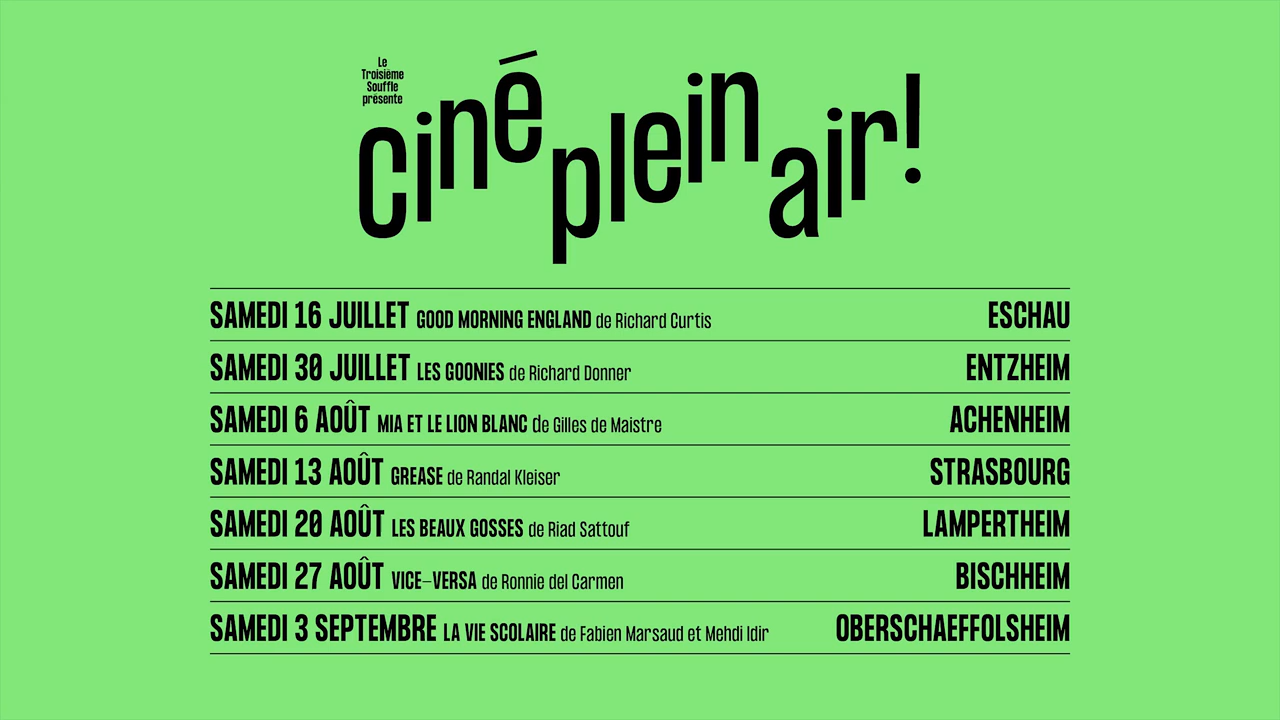 Le
Troisième
Souffle
présente
Ciné plein air!
SAMEDI 16 JUILLET GOOD MORNING ENGLAND de Richard Curtis ESCHAU
SAMEDI 30 JUILLET LES GOONIES de Richard Donner ENTZHEIM
SAMEDI 6 AOÛT MIA ET LE LION BLANC de Gilles de Maistre ACHENHEIM
SAMEDI 13 AOÛT GREASE de Randal Kleiser STRASBOURG
SAMEDI 20 AOÛT LES BEAUX GOSSES de Riad Sattouf LAMPERTHEIM
SAMEDI 27 AOÛT VICE-VERSA de Ronnie del Carmen BISCHHEIM
SAMEDI 3 SEPTEMBRE LA VIE SCOLAIRE de Fabien Marsaud et Mehdi Idir OBERSCHAEFFOLSHEIM